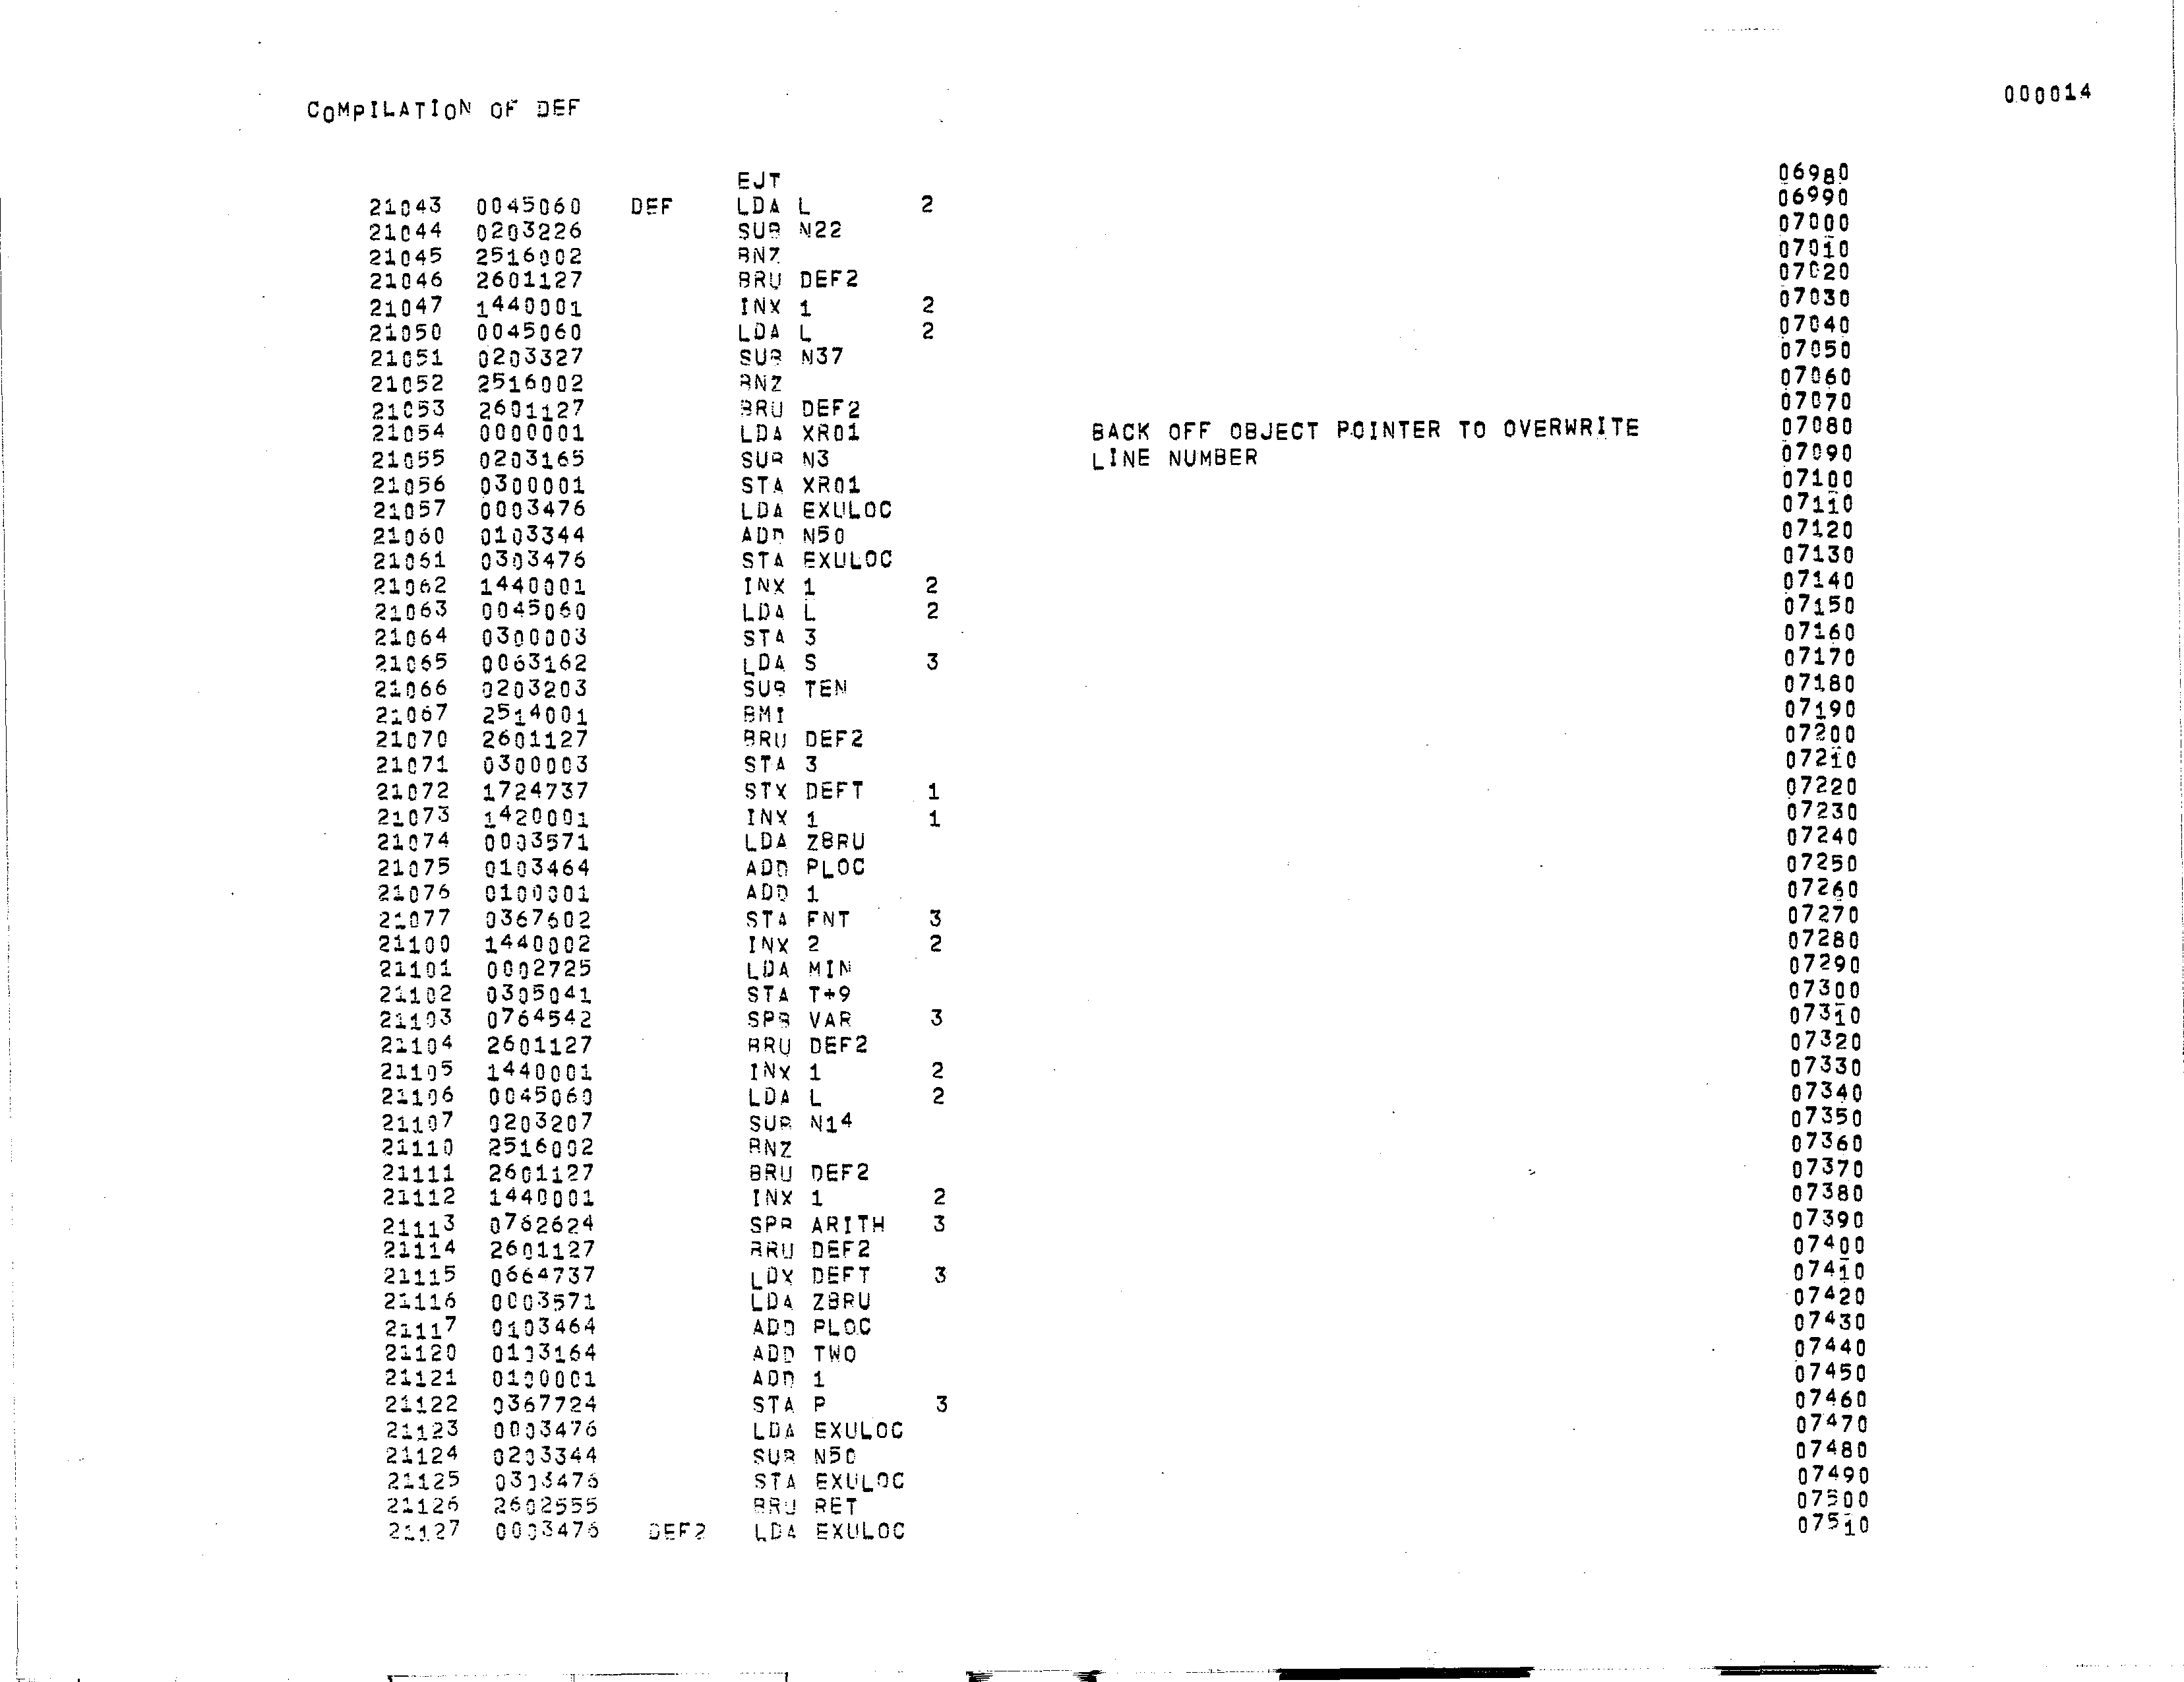 000014
COMPILATION OF DEF
EJT 06980
21043 0045060 DEF LDA L 2 06990
21044 0203226 SUB N22 07000
21045 2516002 BNZ 07010
21046 2601127 BRU DEF2 07020
21047 1440001 INX 1 2 07030
21050 0045060 LDA L 2 07040
21051 0203327 SUB N37 07050
21052 2516002 BNZ 07060
21053 2601127 BRU DEF2 07070
21054 0000001 LDA XR01 BACK OFF OBJECT POINTER TO OVERWRITE 07080
21055 0203165 SUB N3 LINE NUMBER 07090
21056 0300001 STA XR01 07100
21057 0003476 LDA EXULOC 07110
21060 0103344 ADD N50 07120
21061 0303476 STA EXULOC 07130
21062 1440001 INX 1 2 07140
21063 0045060 LDA L 2 07150
21064 0300003 STA 3 07160
21065 0063162 LDA S 3 07170
21066 0203203 SUB TEN 07180
21067 2514001 BMI 07190
21070 2601127 BRU DEF2 07200
21071 0300003 STA 3 07210
21072 1724737 STX DEFT 1 07220
21073 1420001 INX 1 1 07230
21074 0003571 LDA ZBRU 07240
21075 0103464 ADD PLOC 07250
21076 0100001 ADD 1 07260
21077 0367602 STA FNT 3 07270
21100 1440002 INX 2 2 07280
21101 0002725 LDA MIN 07290
21102 0305041 STA T+9 07300
21103 0764542 SPB VAR 3 07310
21104 2601127 BRU DEF2 07320
21105 1440001 INX 1 2 07330
21106 0045060 LDA L 2 07340
21107 0203207 SUB N14 07350
21110 2516002 BNZ 07360
21111 2601127 BRU DEF2 07370
21112 1440001 INX 1 2 07380
21113 0762624 SPB ARITH 3 07390
21114 2601127 BRU DEF2 07400
21115 0664737 LDX DEFT 3 07410
21116 0003571 LDA ZBRU 07420
21117 0103464 ADD PLOC 07430
21120 0103164 ADD TWO 07440
21121 0100001 ADD 1 07450
21122 0367724 STA P 3 07460
21123 0003476 LDA EXULOC 07470
21124 0203344 SUB N50 07480
21125 0303476 STA EXULOC 07490
21126 2602555 BRU RET 07500
21127 0003476 DEF2 LDA EXULOC 07510